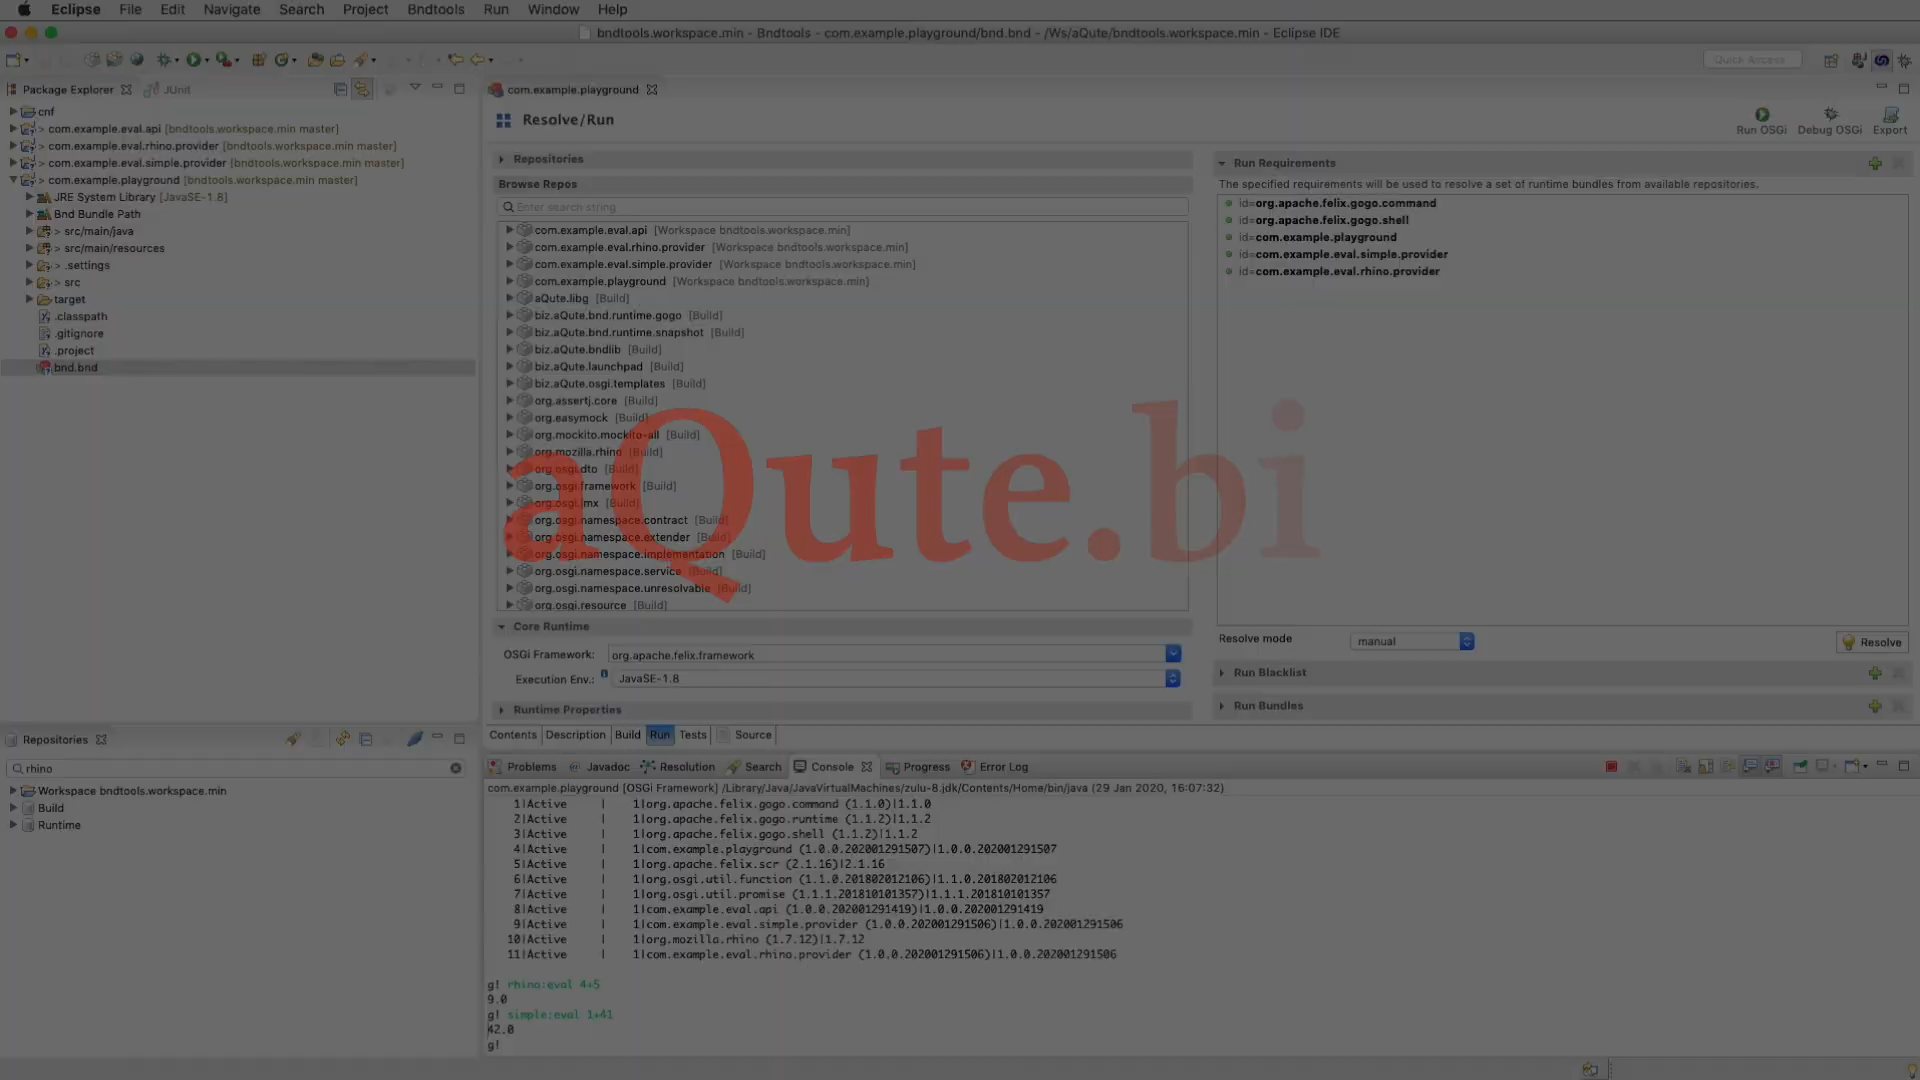 Eclipse File Edit Navigate Search Project Bndtools Run Window Help
bndtools.workspace.min - Bndtools - com.example.playground/bnd.bnd - /Ws/aQute/bndtools.workspace.min - Eclipse IDE
Quick Access
Package Explorer JUnit
cnf
> com.example.eval.api [bndtools.workspace.min master]
> com.example.eval.rhino.provider [bndtools.workspace.min master]
> com.example.eval.simple.provider [bndtools.workspace.min master]
> com.example.playground [bndtools.workspace.min master]
JRE System Library [JavaSE-1.8]
Bnd Bundle Path
> src/main/java
> src/main/resources
> .settings
> src
target
.classpath
.gitignore
.project
bnd.bnd
com.example.playground
Resolve/Run
Run OSGi Debug OSGi Export
Repositories
Browse Repos
Enter search string
com.example.eval.api [Workspace bndtools.workspace.min]
com.example.eval.rhino.provider [Workspace bndtools.workspace.min]
com.example.eval.simple.provider [Workspace bndtools.workspace.min]
com.example.playground [Workspace bndtools.workspace.min]
aQute.libg [Build]
biz.aQute.bnd.runtime.gogo [Build]
biz.aQute.bnd.runtime.snapshot [Build]
biz.aQute.bndlib [Build]
biz.aQute.launchpad [Build]
biz.aQute.osgi.templates [Build]
org.assertj.core [Build]
org.easymock [Build]
org.mockito.mockito-all [Build]
org.mozilla.rhino [Build]
org.osgi.dto [Build]
org.osgi.framework [Build]
org.osgi.jmx [Build]
org.osgi.namespace.contract [Build]
org.osgi.namespace.extender [Build]
org.osgi.namespace.implementation [Build]
org.osgi.namespace.service [Build]
org.osgi.namespace.unresolvable [Build]
org.osgi.resource [Build]
aQute.bi
Core Runtime
OSGi Framework: org.apache.felix.framework
Execution Env.: JavaSE-1.8
Runtime Properties
Contents Description Build Run Tests Source
Run Requirements
The specified requirements will be used to resolve a set of runtime bundles from available repositories.
id=org.apache.felix.gogo.command
id=org.apache.felix.gogo.shell
id=com.example.playground
id=com.example.eval.simple.provider
id=com.example.eval.rhino.provider
Resolve mode manual Resolve
Run Blacklist
Run Bundles
Repositories
rhino
Workspace bndtools.workspace.min
Build
Runtime
Problems Javadoc Resolution Search Console Progress Error Log
com.example.playground [OSGi Framework] /Library/Java/JavaVirtualMachines/zulu-8.jdk/Contents/Home/bin/java (29 Jan 2020, 16:07:32)
1|Active | 1|org.apache.felix.gogo.command (1.1.0)|1.1.0
2|Active | 1|org.apache.felix.gogo.runtime (1.1.2)|1.1.2
3|Active | 1|org.apache.felix.gogo.shell (1.1.2)|1.1.2
4|Active | 1|com.example.playground (1.0.0.202001291507)|1.0.0.202001291507
5|Active | 1|org.apache.felix.scr (2.1.16)|2.1.16
6|Active | 1|org.osgi.util.function (1.1.0.201802012106)|1.1.0.201802012106
7|Active | 1|org.osgi.util.promise (1.1.1.201810101357)|1.1.1.201810101357
8|Active | 1|com.example.eval.api (1.0.0.202001291419)|1.0.0.202001291419
9|Active | 1|com.example.eval.simple.provider (1.0.0.202001291506)|1.0.0.202001291506
10|Active | 1|org.mozilla.rhino (1.7.12)|1.7.12
11|Active | 1|com.example.eval.rhino.provider (1.0.0.202001291506)|1.0.0.202001291506
g! rhino:eval 4+5
9.0
g! simple:eval 1+41
42.0
g!